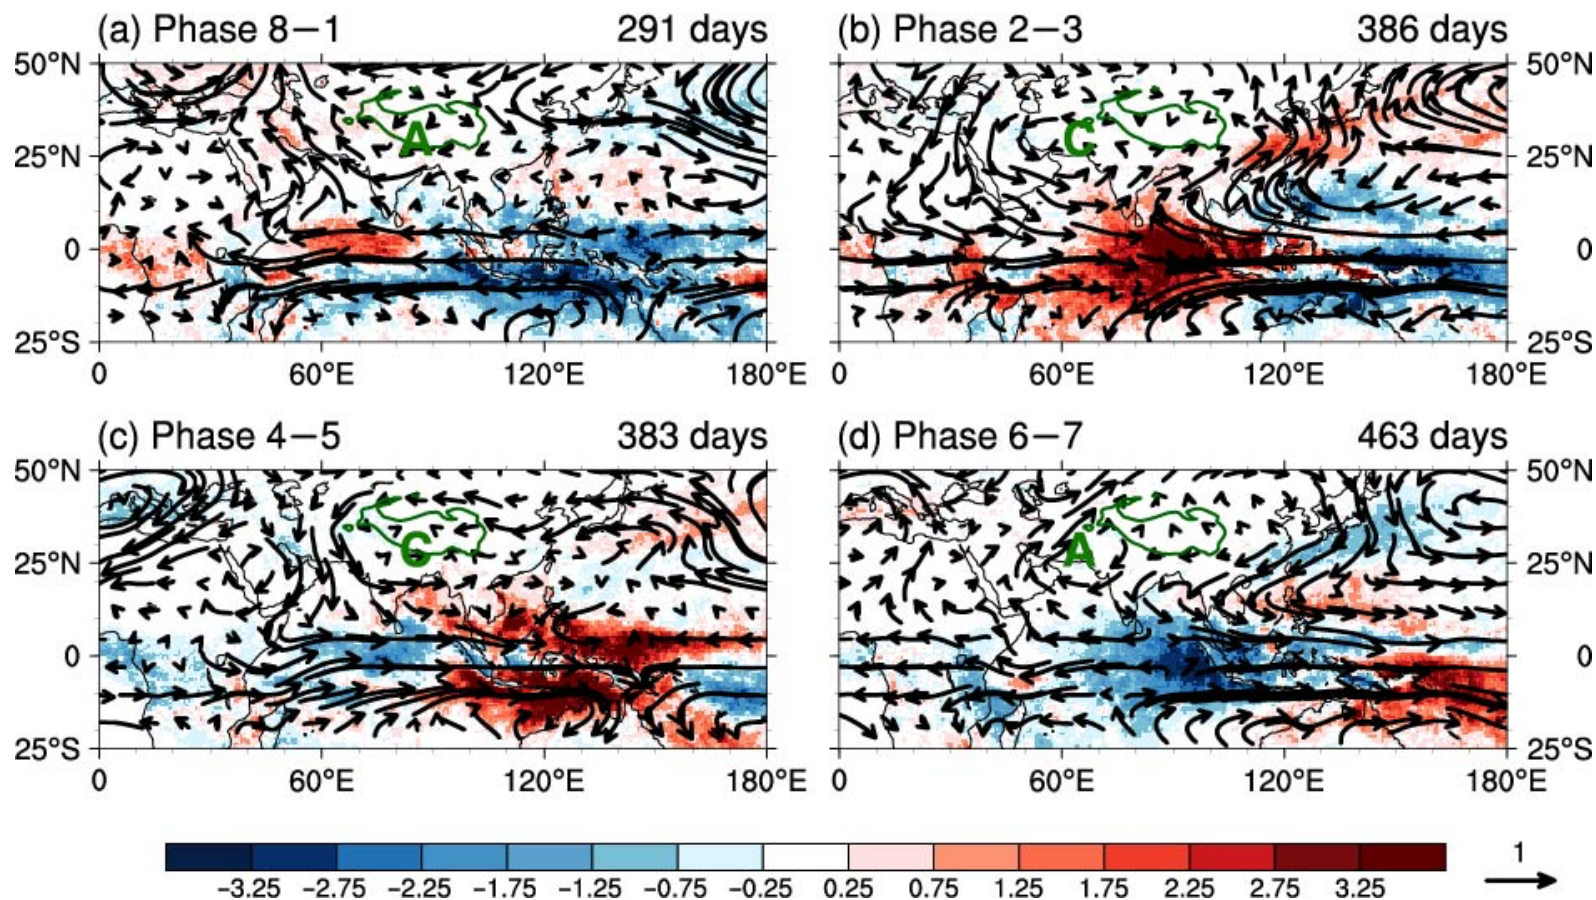 (a) Phase 8−1 291 days (b) Phase 2−3 386 days
50°N 50°N
A C
25°N 25°N
0 0
25°S 25°S
0 60°E 120°E 180°E 0 60°E 120°E 180°E
(c) Phase 4−5 383 days (d) Phase 6−7 463 days
50°N 50°N
C A
25°N 25°N
0 0
25°S 25°S
0 60°E 120°E 180°E 0 60°E 120°E 180°E
1
−3.25 −2.75 −2.25 −1.75 −1.25 −0.75 −0.25 0.25 0.75 1.25 1.75 2.25 2.75 3.25